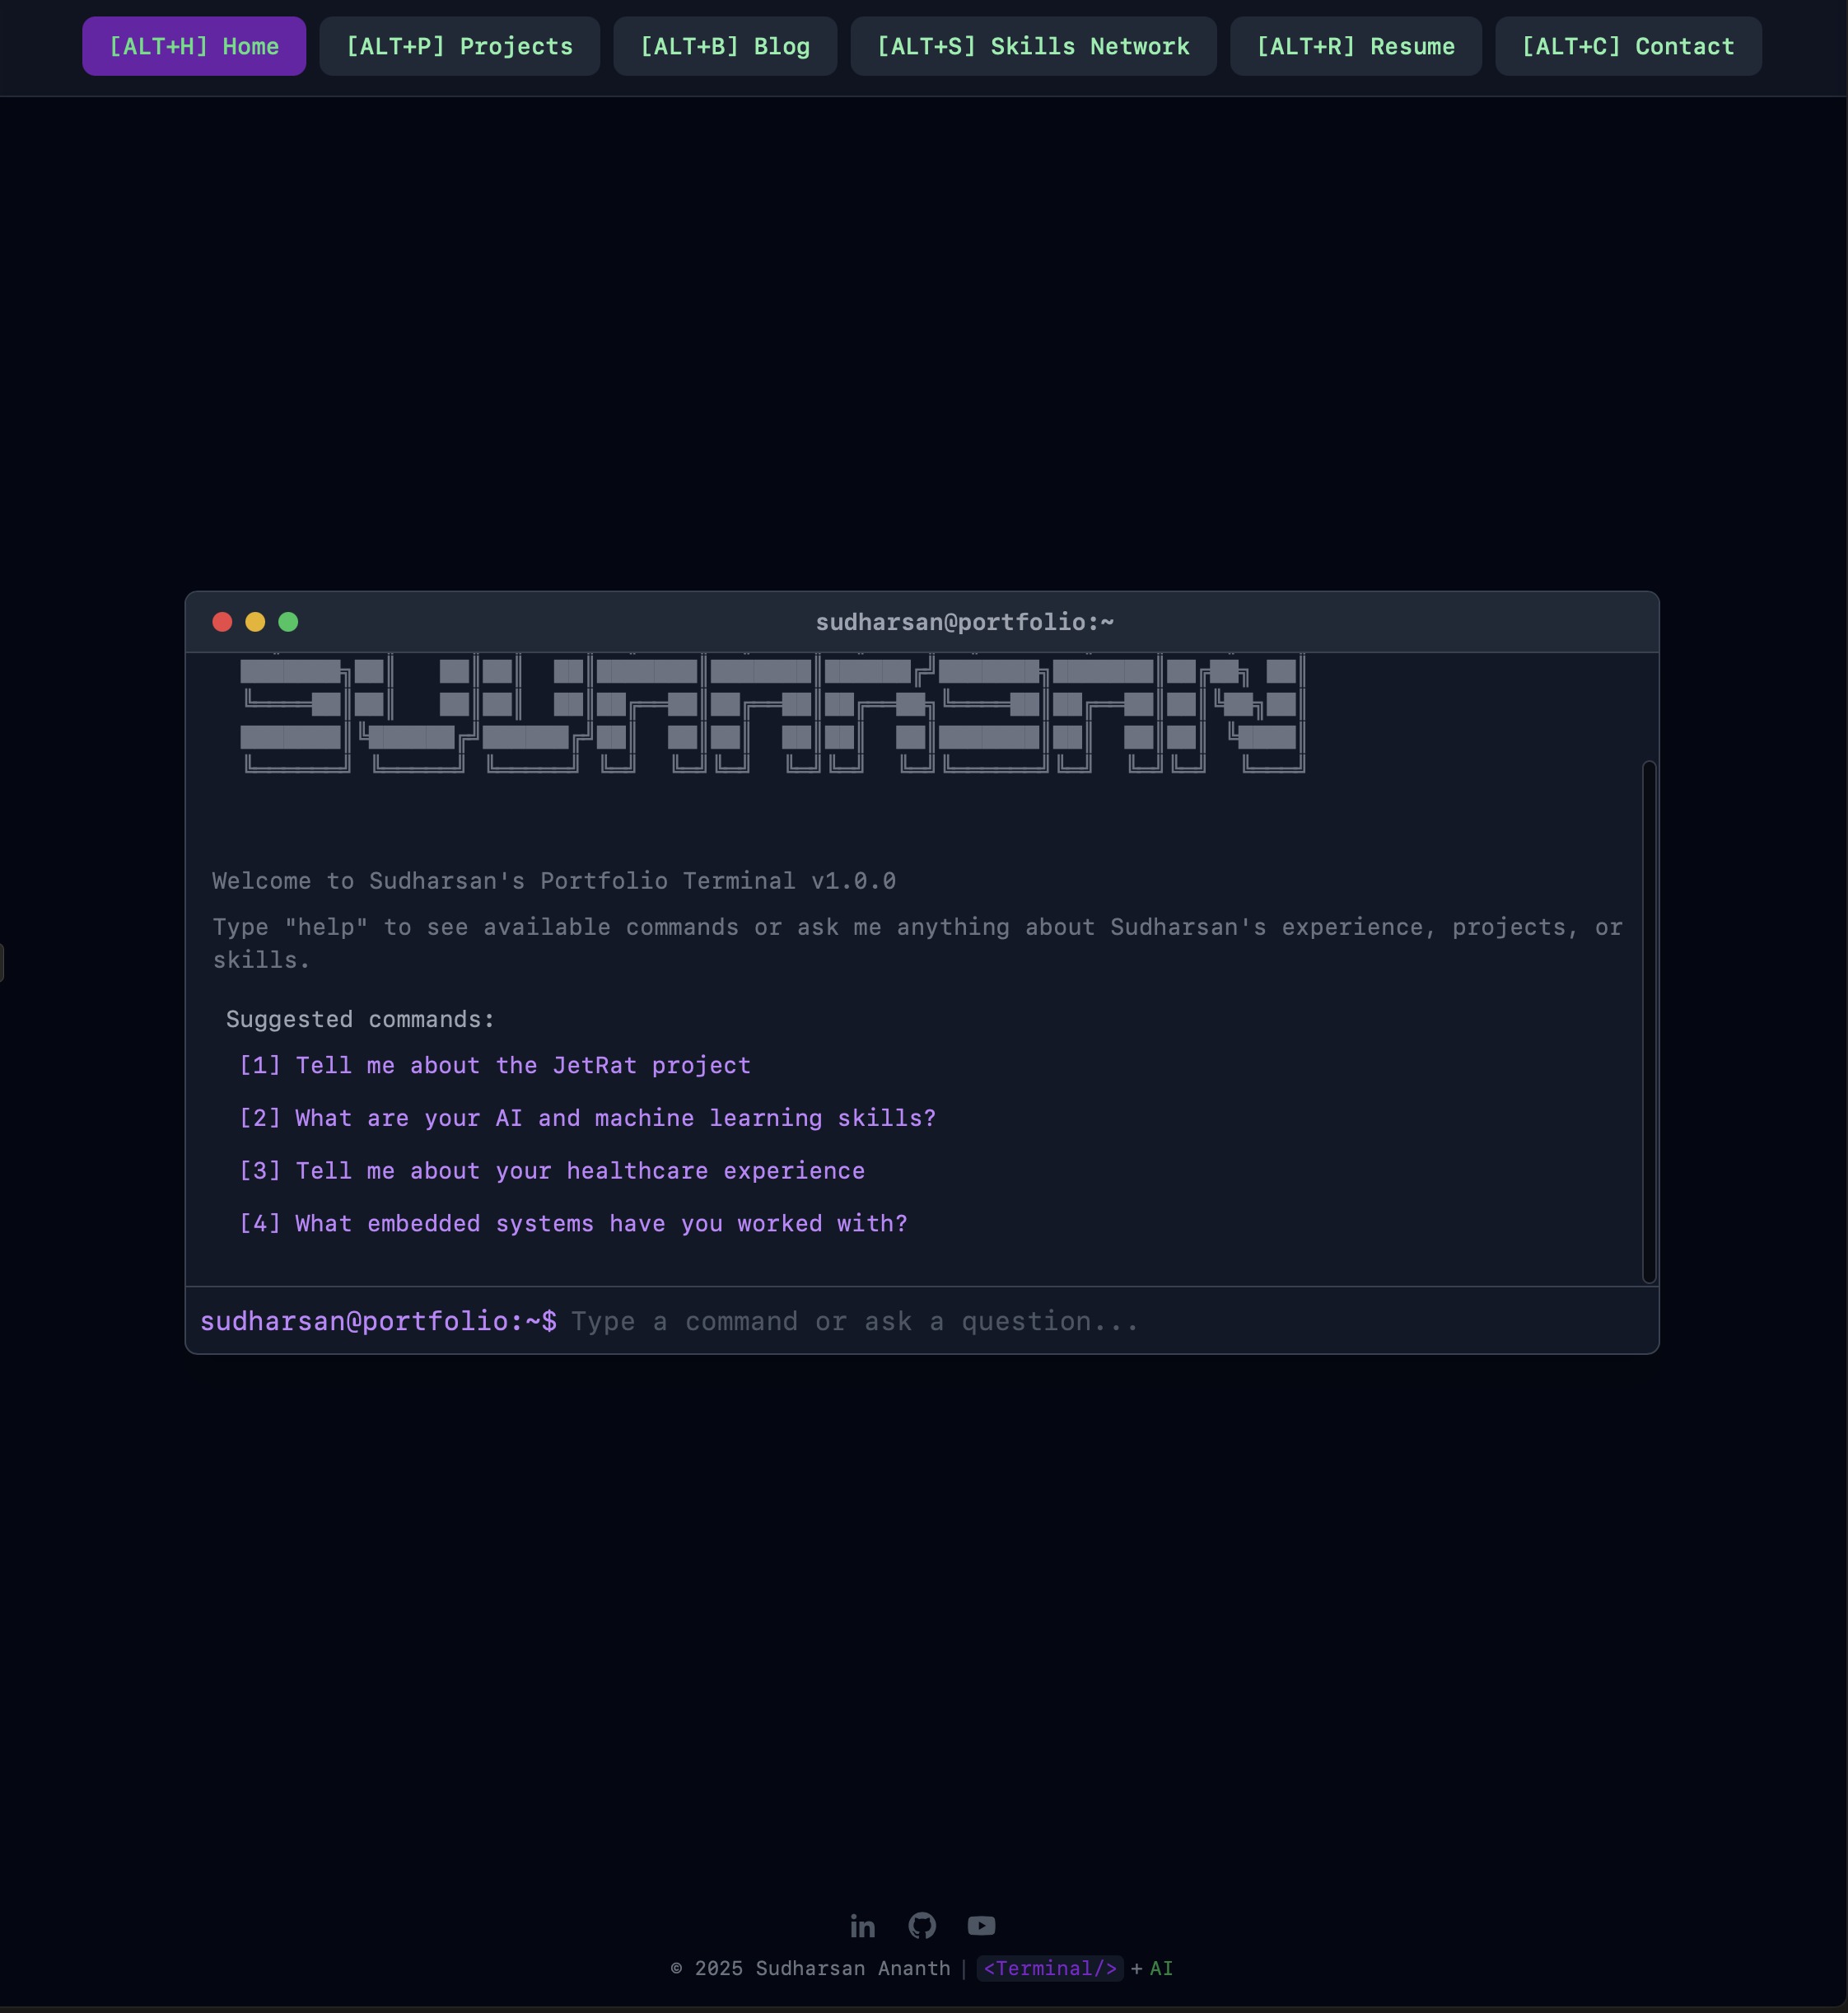 [ALT+H] Home
[ALT+P] Projects
[ALT+B] Blog
[ALT+S] Skills Network
[ALT+R] Resume
[ALT+C] Contact
sudharsan@portfolio:~
SUDHARSAN
Welcome to Sudharsan's Portfolio Terminal v1.0.0
Type "help" to see available commands or ask me anything about Sudharsan's experience, projects, or
skills.
Suggested commands:
[1] Tell me about the JetRat project
[2] What are your AI and machine learning skills?
[3] Tell me about your healthcare experience
[4] What embedded systems have you worked with?
sudharsan@portfolio:~$ Type a command or ask a question...
in
© 2025 Sudharsan Ananth | <Terminal/> + AI